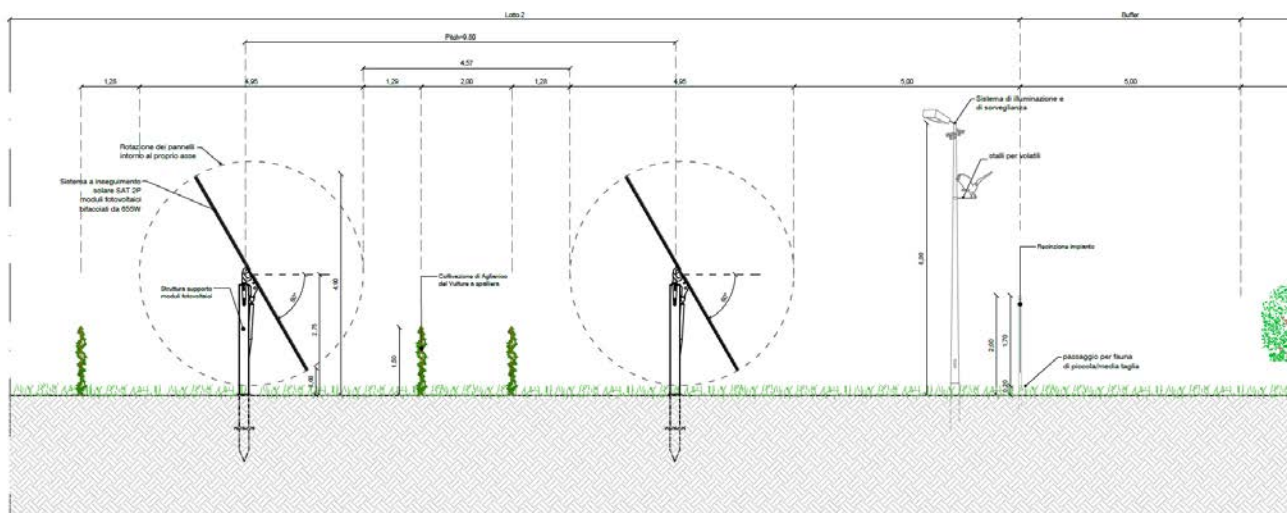 Lotto 2
Buffer
Pitch=9.50
4,57
1,28
4,95
1,29
2,00
1,28
4,95
5,00
5,00
Sistema di illuminazione e
di sorveglianza
Rotazione dei pannelli
intorno al proprio asse
stalli per volatili
Sistema a inseguimento
solare SAT 2P
moduli fotovoltaici
bifacciali da 655W
4,90
6,00
60°
60°
Recinzione impianto
Struttura supporto
moduli fotovoltaici
Coltivazione di Aglianico
del Vulture a spalliera
2,75
1,50
2,00
1,70
0,20
passaggio per fauna
di piccola/media taglia